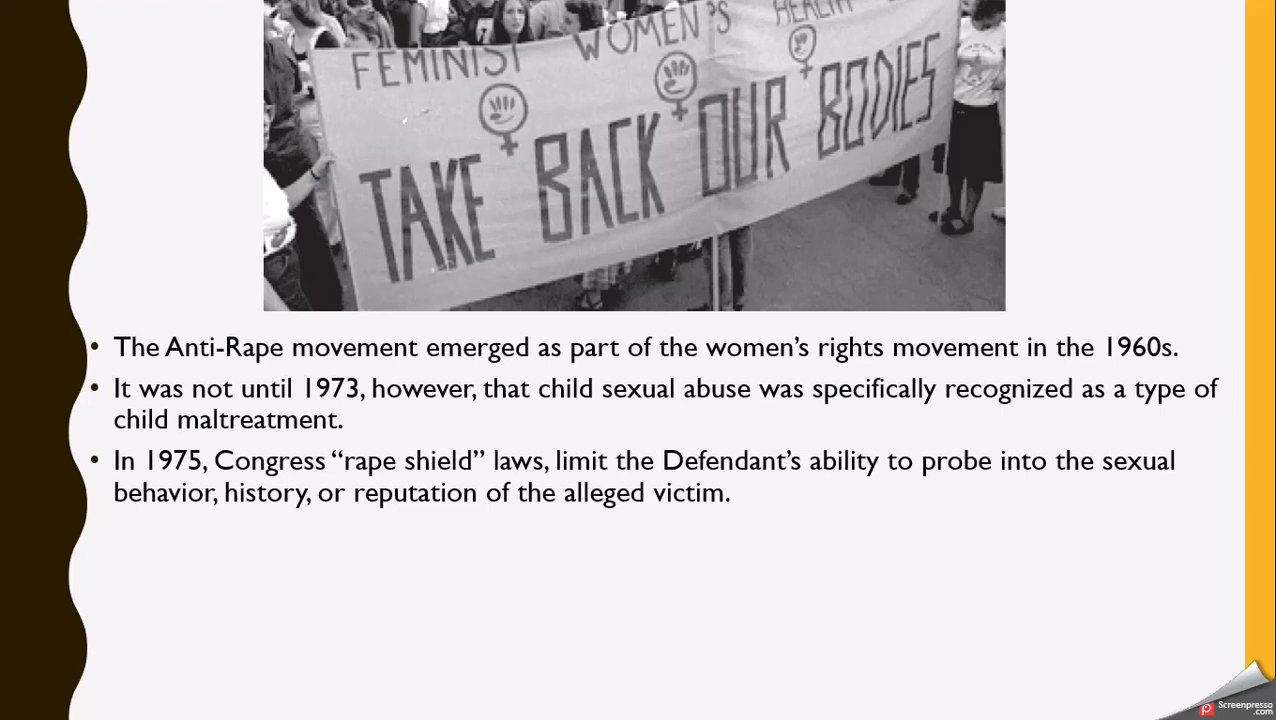 FEMINIST WOMEN'S HEALTH
TAKE BACK OUR BODIES
• The Anti-Rape movement emerged as part of the women's rights movement in the 1960s.
• It was not until 1973, however, that child sexual abuse was specifically recognized as a type of
child maltreatment.
• In 1975, Congress “rape shield” laws, limit the Defendant's ability to probe into the sexual
behavior, history, or reputation of the alleged victim.
Screenpresso
.com